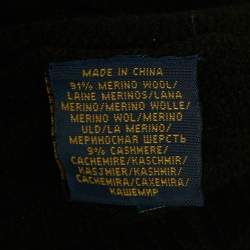 MADE IN CHINA
91% MERINO WOOL/
LAINE MERINOS/LANA
MERINO/MERINO WOLLE/
MERINO WOL/MERINO
ULD/LA MERINO/
МЕРИНОСНАЯ ШЕРСТЬ
9% CASHMERE/
CACHEMIRE/KASCHMIR/
KASJMIER/KASHMIR/
CACHEMIRA/CAXEMIRA/
КАШЕМИР